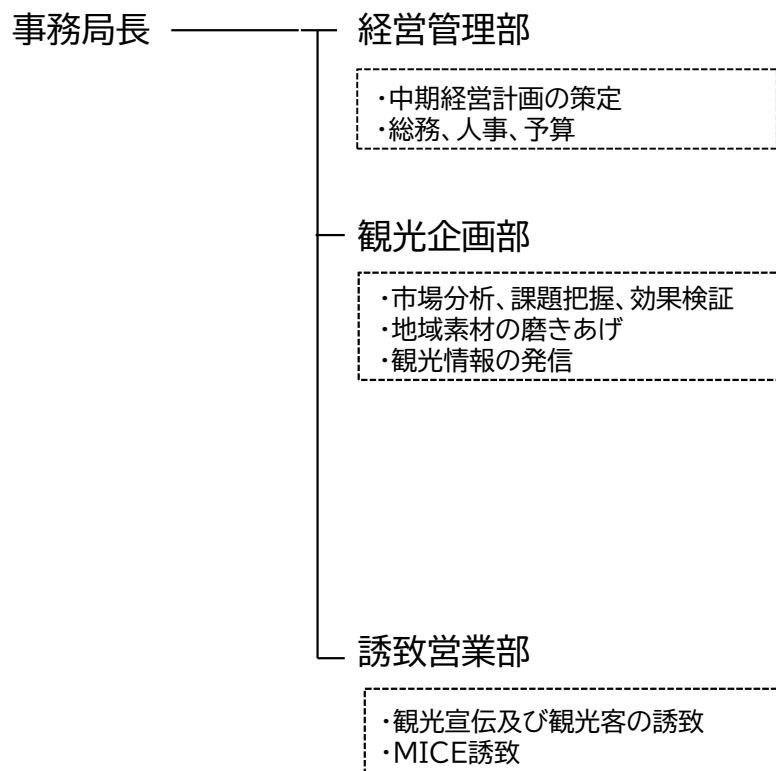 事務局長
経営管理部
・中期経営計画の策定
・総務、人事、予算
観光企画部
・市場分析、課題把握、効果検証
・地域素材の磨きあげ
・観光情報の発信
誘致営業部
・観光宣伝及び観光客の誘致
・MICE誘致